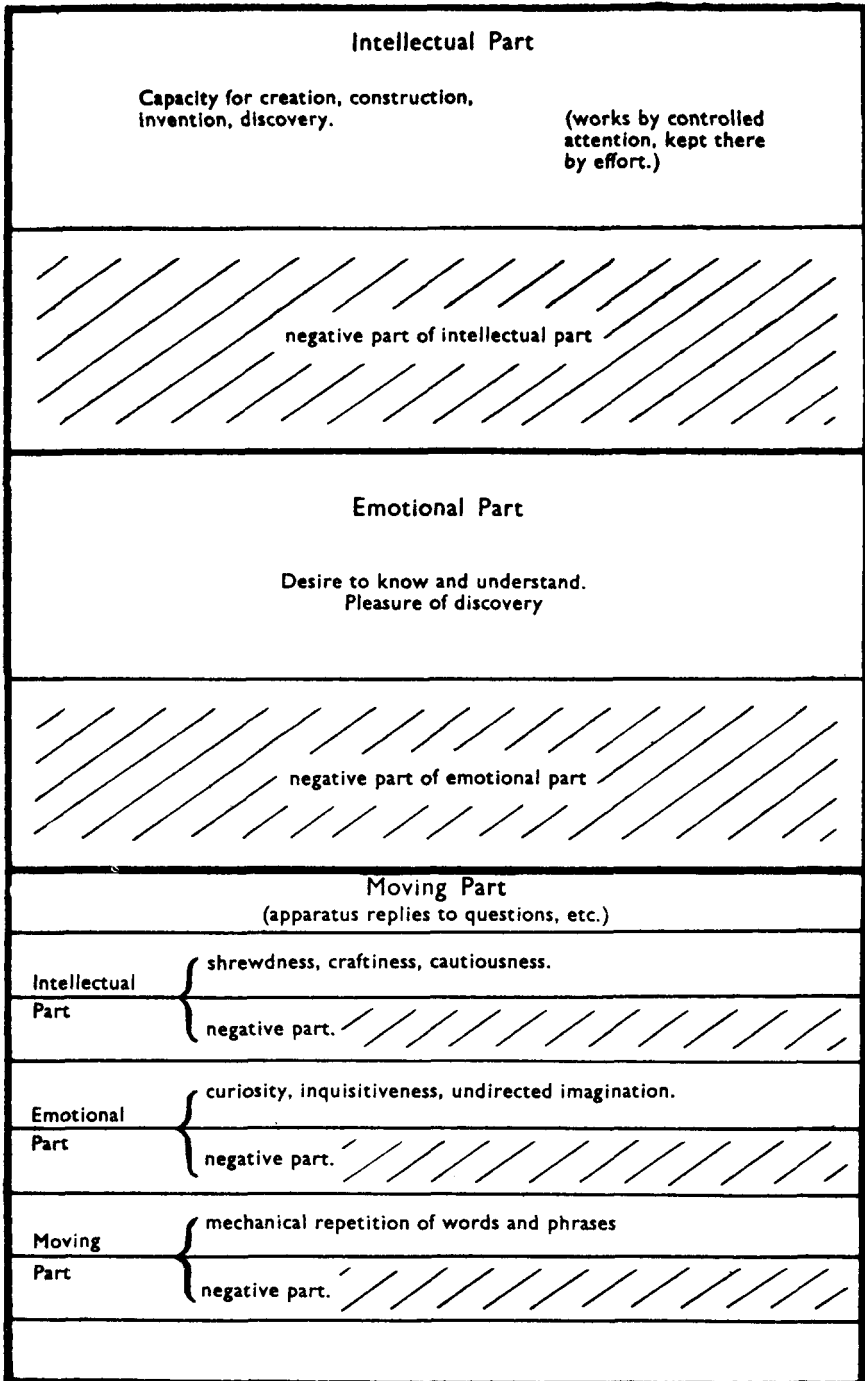 Intellectual Part
Capacity for creation, construction,
invention, discovery.
(works by controlled
attention, kept there
by effort.)
negative part of intellectual part
Emotional Part
Desire to know and understand.
Pleasure of discovery
negative part of emotional part
Moving Part
(apparatus replies to questions, etc.)
Intellectual
Part
shrewdness, craftiness, cautiousness.
negative part.
Emotional
Part
curiosity, inquisitiveness, undirected imagination.
negative part.
Moving
Part
mechanical repetition of words and phrases
negative part.